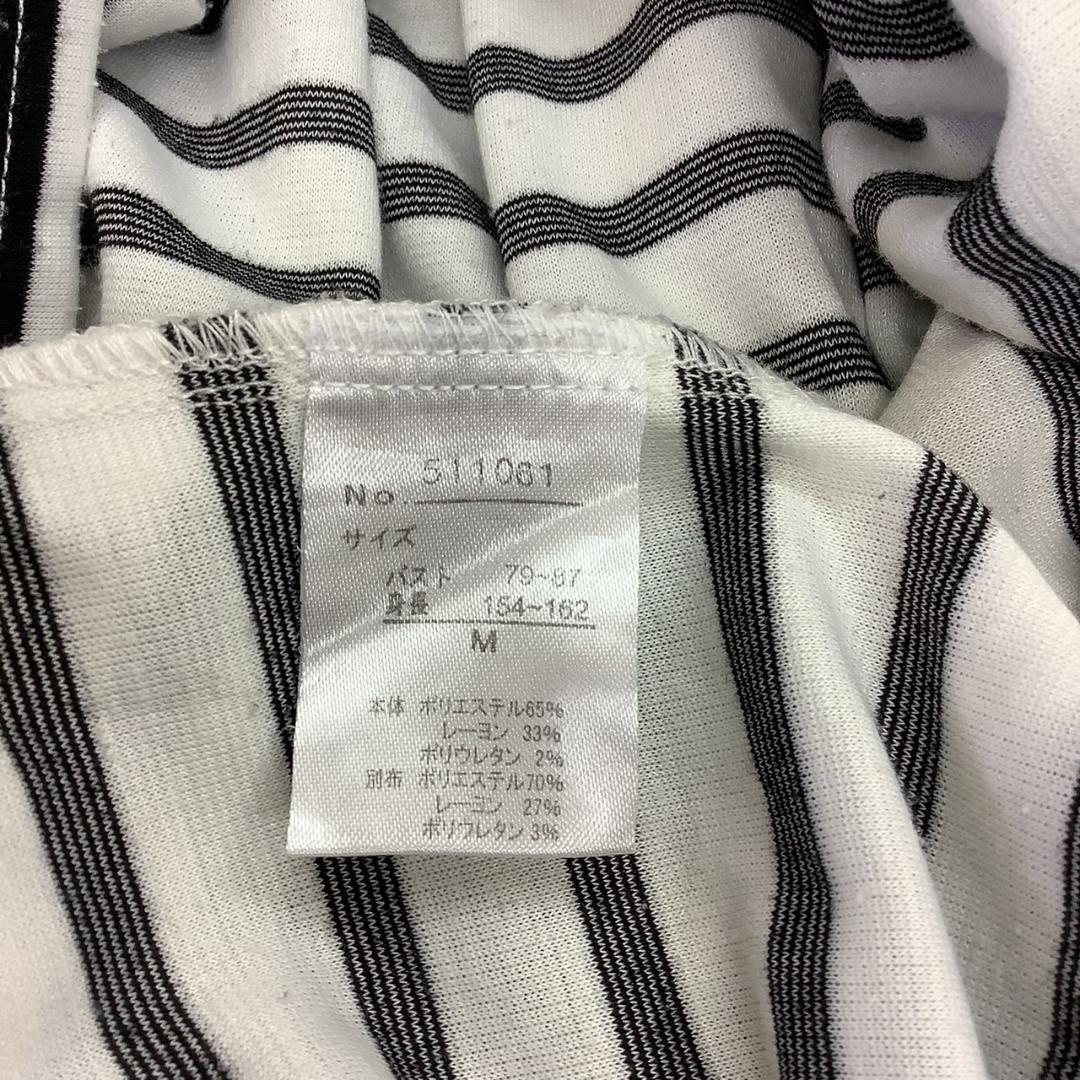 No 511061
サイズ
バスト 79~87
身長 154~162
M
本体 ポリエステル65%
レーヨン 33%
ポリウレタン 2%
別布 ポリエステル70%
レーヨン 27%
ポリウレタン 3%